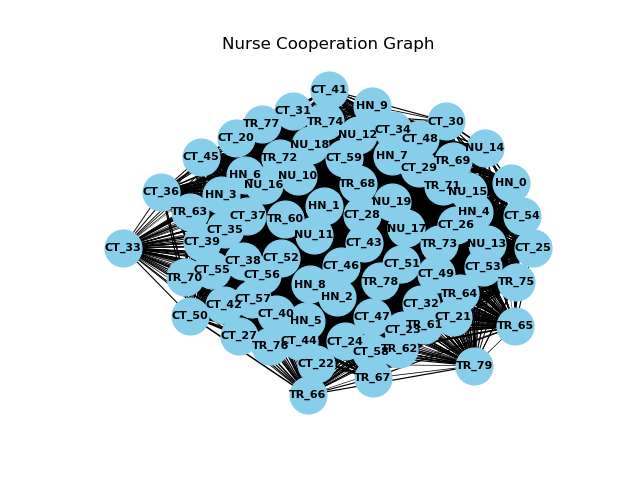 Nurse Cooperation Graph
CT_41
HN_9
CT_31
TR_74
CT_30
TR_77
NU_12
CT_34
CT_20
CT_48
NU_18
NU_14
CT_45
TR_72
CT_59
HN_7
TR_69
CT_29
HN_6
NU_10
NU_16
TR_68
TR_71
HN_0
CT_36
HN_3
NU_15
NU_19
HN_1
TR_63
HN_4
CT_37
CT_28
CT_54
TR_60
CT_26
CT_35
NU_17
NU_11
CT_39
CT_43
TR_73
NU_13
CT_33
CT_25
CT_52
CT_38
CT_51
CT_46
CT_53
CT_55
CT_56
CT_49
TR_70
HN_8
TR_78
TR_75
TR_64
CT_57
HN_2
CT_42
CT_32
CT_50
CT_40
CT_47
CT_21
HN_5
TR_61
TR_65
CT_23
CT_27
CT_44
CT_24
TR_76
TR_62
CT_58
CT_22
TR_79
TR_67
TR_66